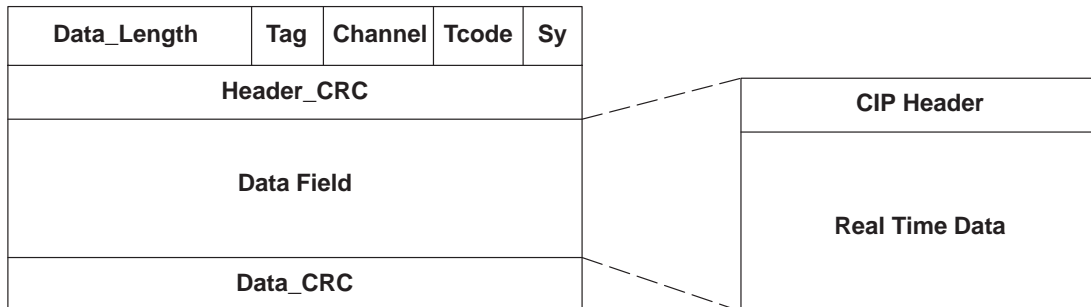 Data_Length Tag Channel Tcode Sy
Header_CRC
CIP Header
Data Field
Real Time Data
Data_CRC